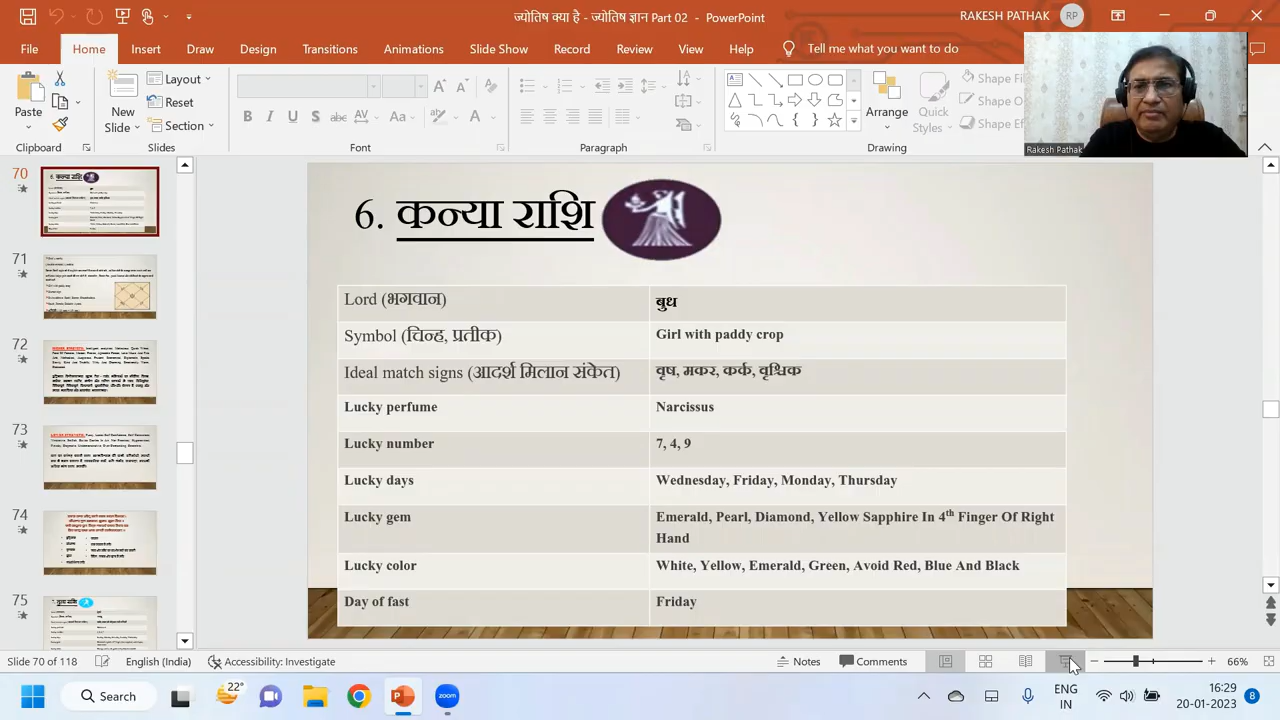 ज्योतिष क्या है - ज्योतिष ज्ञान Part 02 - PowerPoint
RAKESH PATHAK
RP
File Home Insert Draw Design Transitions Animations Slide Show Record Review View Help Tell me what you want to do
Paste
Clipboard
New
Slide
Layout
Reset
Section
Slides
Font
Paragraph
Arrange
Quick
Styles
Shape
Shape
Shape
Drawing
Rakesh Pathak
70
71
72
73
74
75
6. कन्या राशि
Lord (भगवान) बुध
Symbol (चिन्ह, प्रतीक) Girl with paddy crop
Ideal match signs (आदर्श मिलान संकेत) वृष, मकर, कर्क, वृश्चिक
Lucky perfume Narcissus
Lucky number 7, 4, 9
Lucky days Wednesday, Friday, Monday, Thursday
Lucky gem Emerald, Pearl, Yellow Sapphire In 4th Finger Of Right
Hand
Lucky color White, Yellow, Emerald, Green, Avoid Red, Blue And Black
Day of fast Friday
Slide 70 of 118 English (India) Accessibility: Investigate Notes Comments 66%
22° Search zoom ENG
IN
16:29
20-01-2023
8